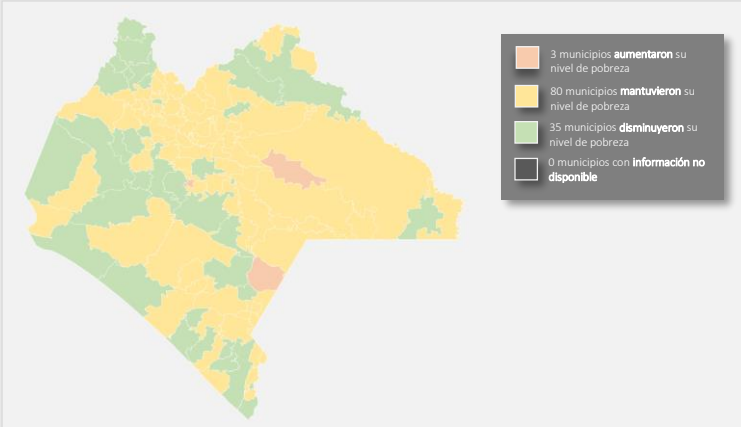 3 municipios aumentaron su
nivel de pobreza
80 municipios mantuvieron su
nivel de pobreza
35 municipios disminuyeron su
nivel de pobreza
0 municipios con información no
disponible